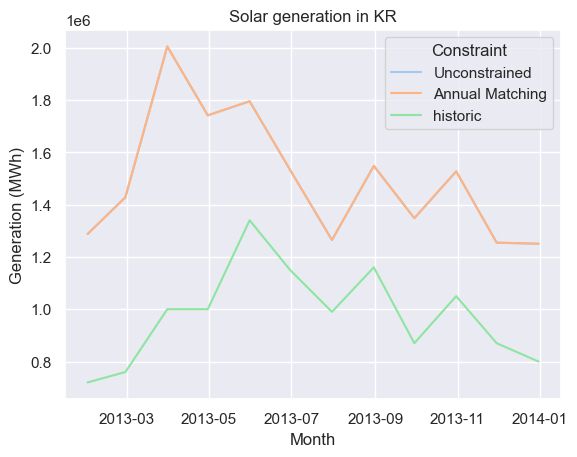 Solar generation in KR
1e6
Constraint
Unconstrained
Annual Matching
historic
Generation (MWh)
2.0
1.8
1.6
1.4
1.2
1.0
0.8
2013-03 2013-05 2013-07 2013-09 2013-11 2014-01
Month